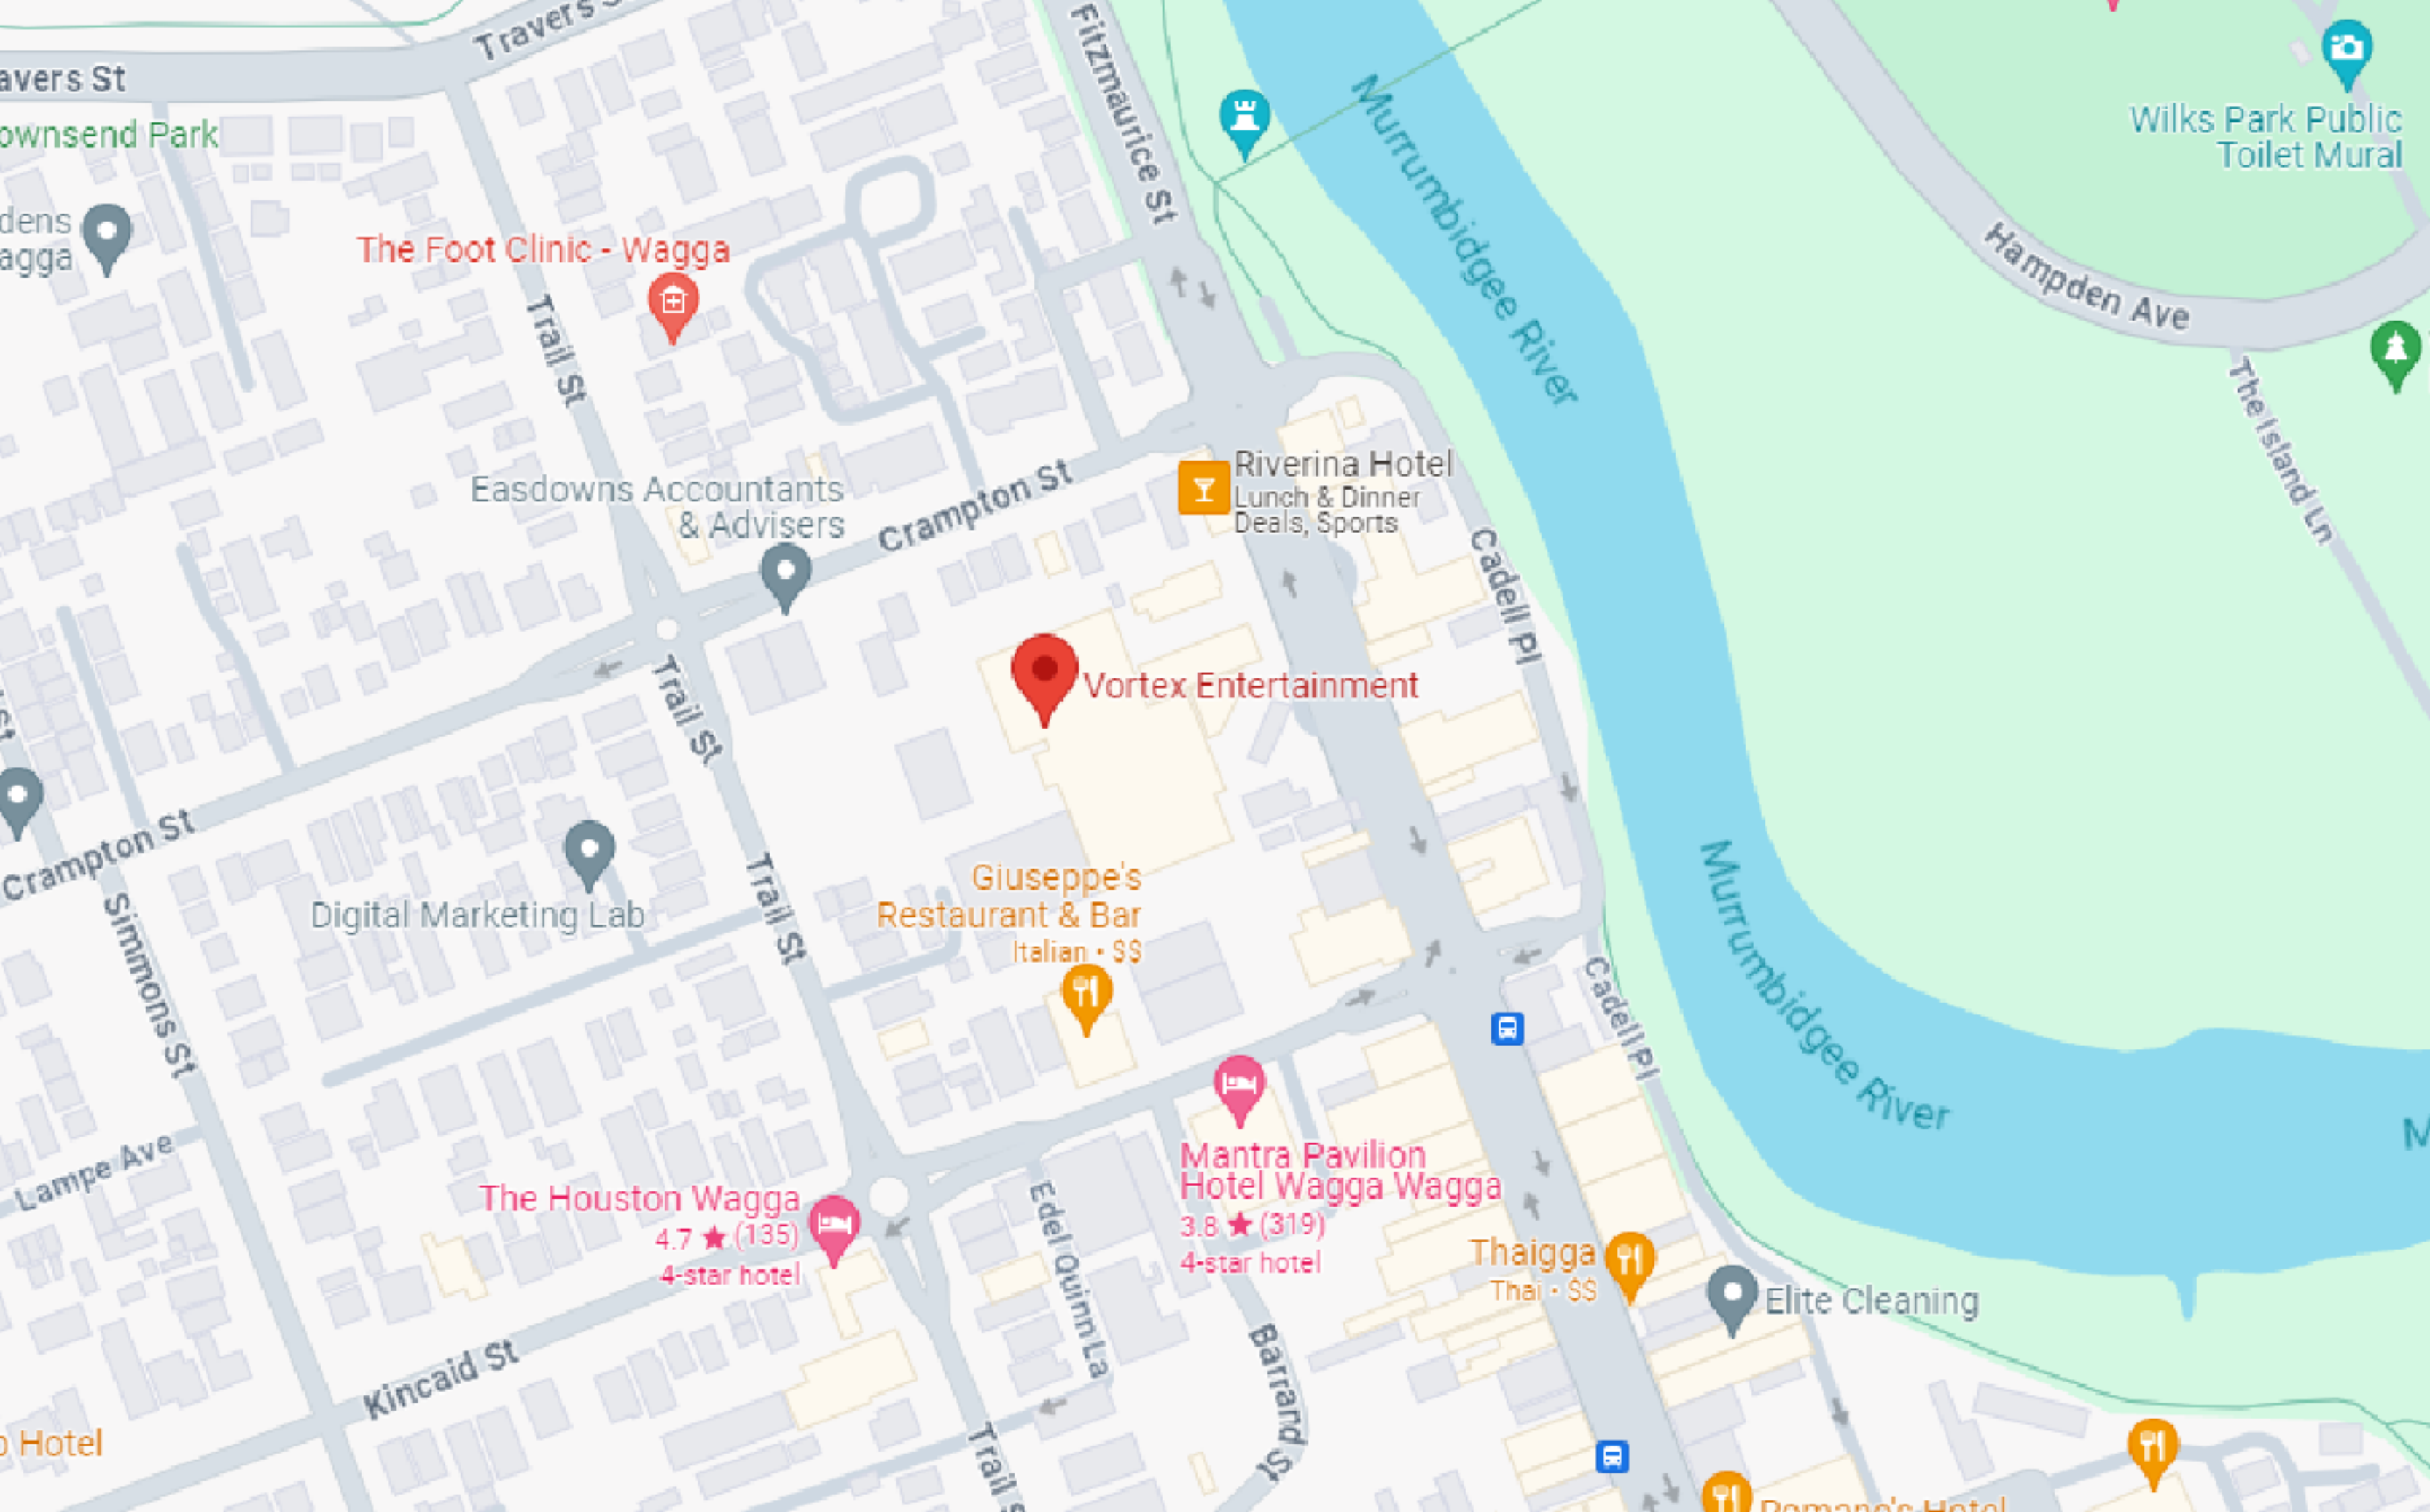 Travers St
avers St
Fitzmaurice St
ownsend Park
Murrumbidgee River
Wilks Park Public
Toilet Mural
dens
agga
The Foot Clinic - Wagga
Hampden Ave
Trail St
The Island Ln
Riverina Hotel
Lunch & Dinner
Deals, Sports
Easdowns Accountants
& Advisers
Crampton St
Cadell Pl
Vortex Entertainment
Trail St
St
Crampton St
Giuseppe's
Restaurant & Bar
Italian · $$
Digital Marketing Lab
Trail St
Simmons St
Murrumbidgee River
Cadell Pl
M
Lampe Ave
Mantra Pavilion
Hotel Wagga Wagga
3.8 ★ (319)
4-star hotel
The Houston Wagga
4.7 ★ (135)
4-star hotel
Edel Quinn La
Thaigga
Thai · $$
Elite Cleaning
Barrand S
Kincaid St
o Hotel
Trail S
Romano's Hotel